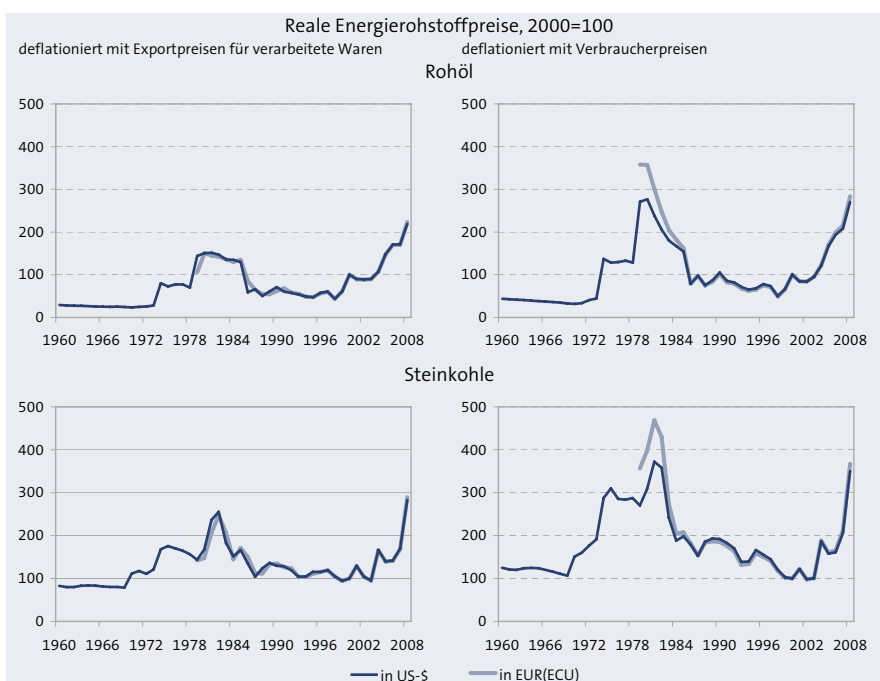 Reale Energierohstoffpreise, 2000=100
deflationiert mit Exportpreisen für verarbeitete Waren
deflationiert mit Verbraucherpreisen
Rohöl
500
400
300
200
100
0
1960 1966 1972 1978 1984 1990 1996 2002 2008
500
400
300
200
100
0
1960 1966 1972 1978 1984 1990 1996 2002 2008
Steinkohle
500
400
300
200
100
0
1960 1966 1972 1978 1984 1990 1996 2002 2008
500
400
300
200
100
0
1960 1966 1972 1978 1984 1990 1996 2002 2008
in US-$
in EUR(ECU)